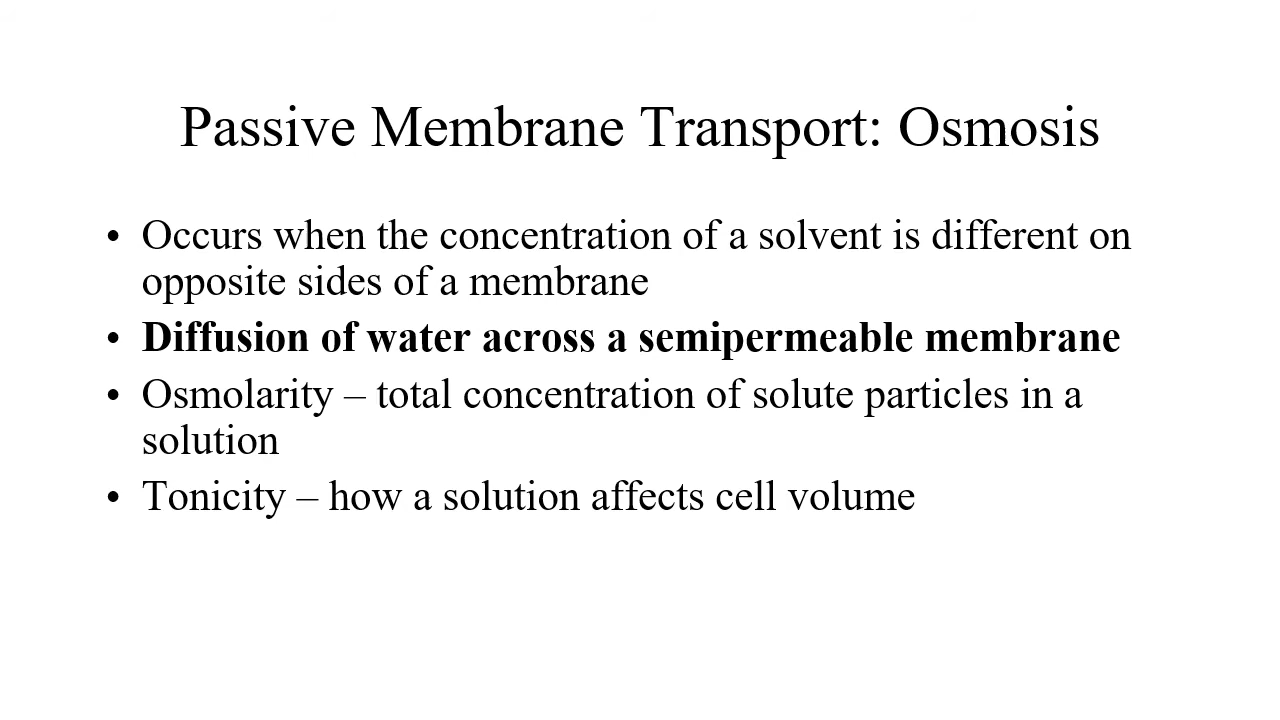 Passive Membrane Transport: Osmosis
• Occurs when the concentration of a solvent is different on
opposite sides of a membrane
• Diffusion of water across a semipermeable membrane
• Osmolarity – total concentration of solute particles in a
solution
• Tonicity – how a solution affects cell volume